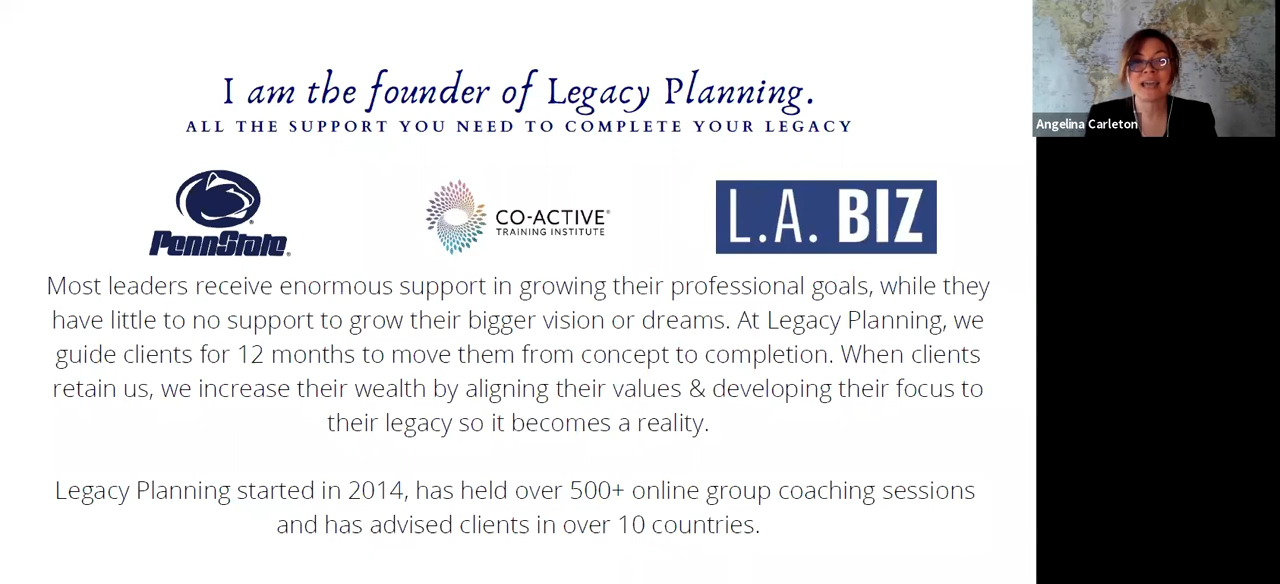 I am the founder of Legacy Planning.
ALL THE SUPPORT YOU NEED TO COMPLETE YOUR LEGACY
PennState®
CO-ACTIVE®
TRAINING INSTITUTE
L.A. BIZ
Most leaders receive enormous support in growing their professional goals, while they
have little to no support to grow their bigger vision or dreams. At Legacy Planning, we
guide clients for 12 months to move them from concept to completion. When clients
retain us, we increase their wealth by aligning their values & developing their focus to
their legacy so it becomes a reality.
Legacy Planning started in 2014, has held over 500+ online group coaching sessions
and has advised clients in over 10 countries.
Angelina Carleton